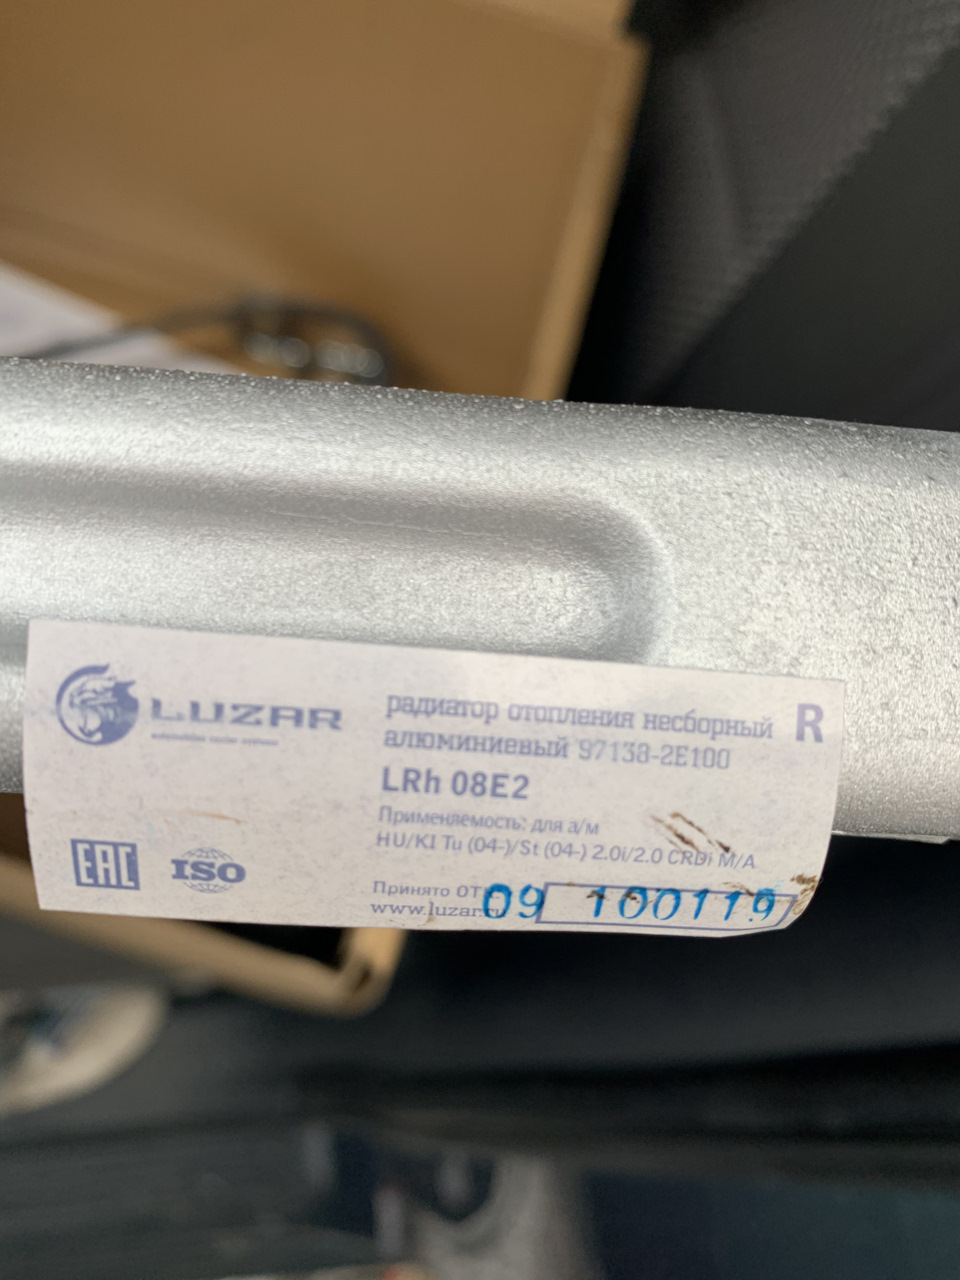 LUZAR
радиатор отопления несборный
алюминиевый 97138-2E100
R
LRh 08E2
Применяемость: для а/м
HU/KI Tu (04-)/St (04-) 2.0i/2.0 CRDi M/A
EAC
ISO
Принято ОТ
09 100119
www.luzar.ru